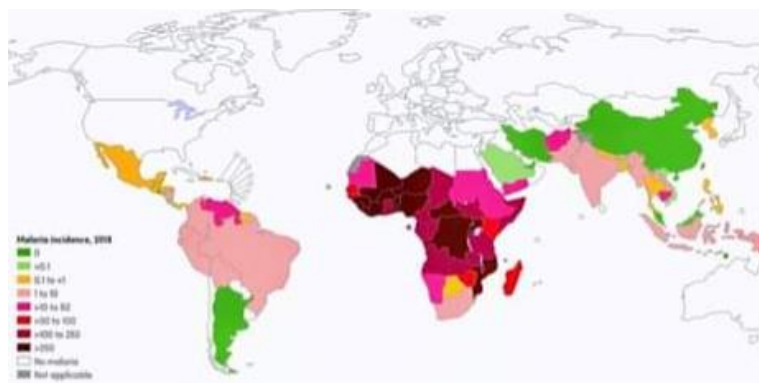 Malaria incidence, 2018
0
<0.1
0.1 to <1
1 to 10
>10 to 50
>50 to 100
>100 to 250
>250
No malaria
Not applicable